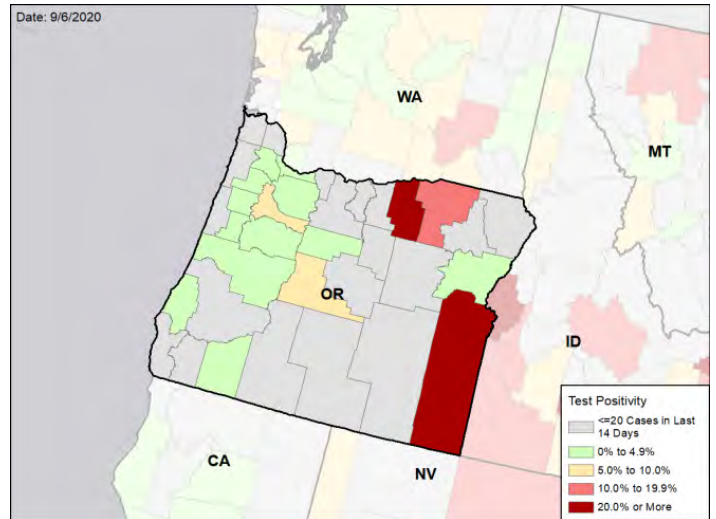 Date: 9/6/2020
WA
MT
OR
ID
CA
NV
Test Positivity
<=20 Cases in Last
14 Days
0% to 4.9%
5.0% to 10.0%
10.0% to 19.9%
20.0% or More